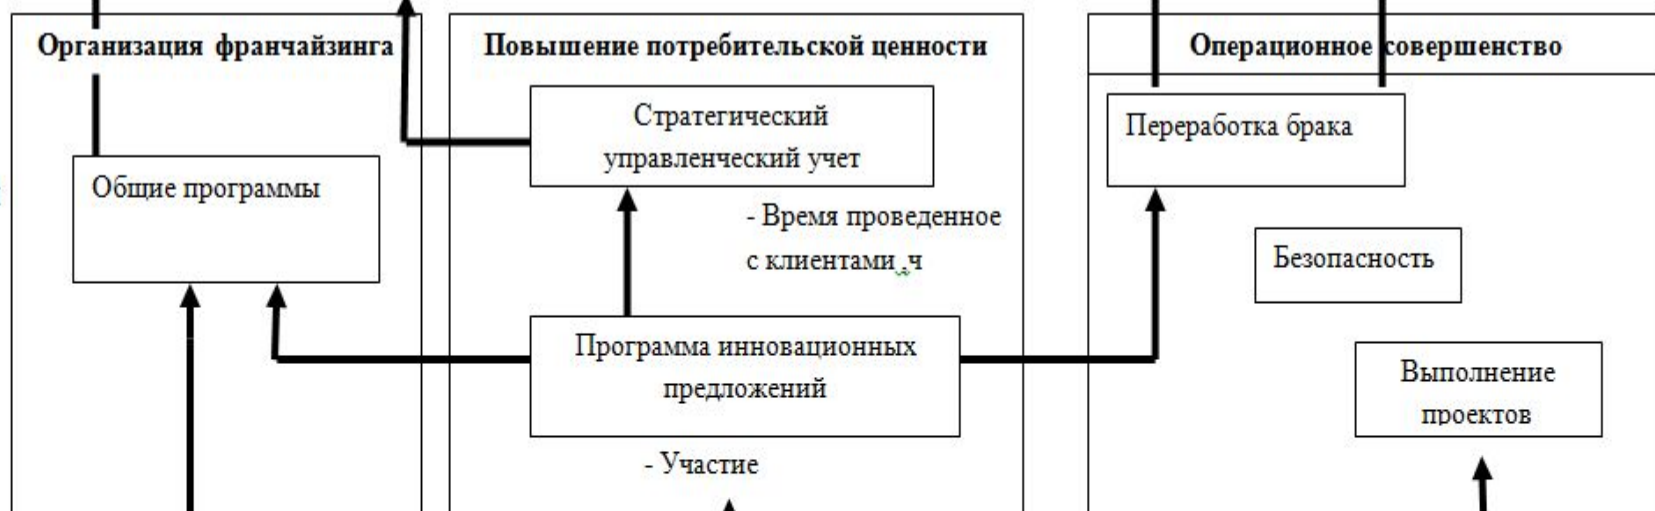 Организация франчайзинга
Общие программы
Повышение потребительской ценности
Стратегический
управленческий учет
- Время проведенное
с клиентами ,ч
Программа инновационных
предложений
- Участие
Операционное совершенство
Переработка брака
Безопасность
Выполнение
проектов